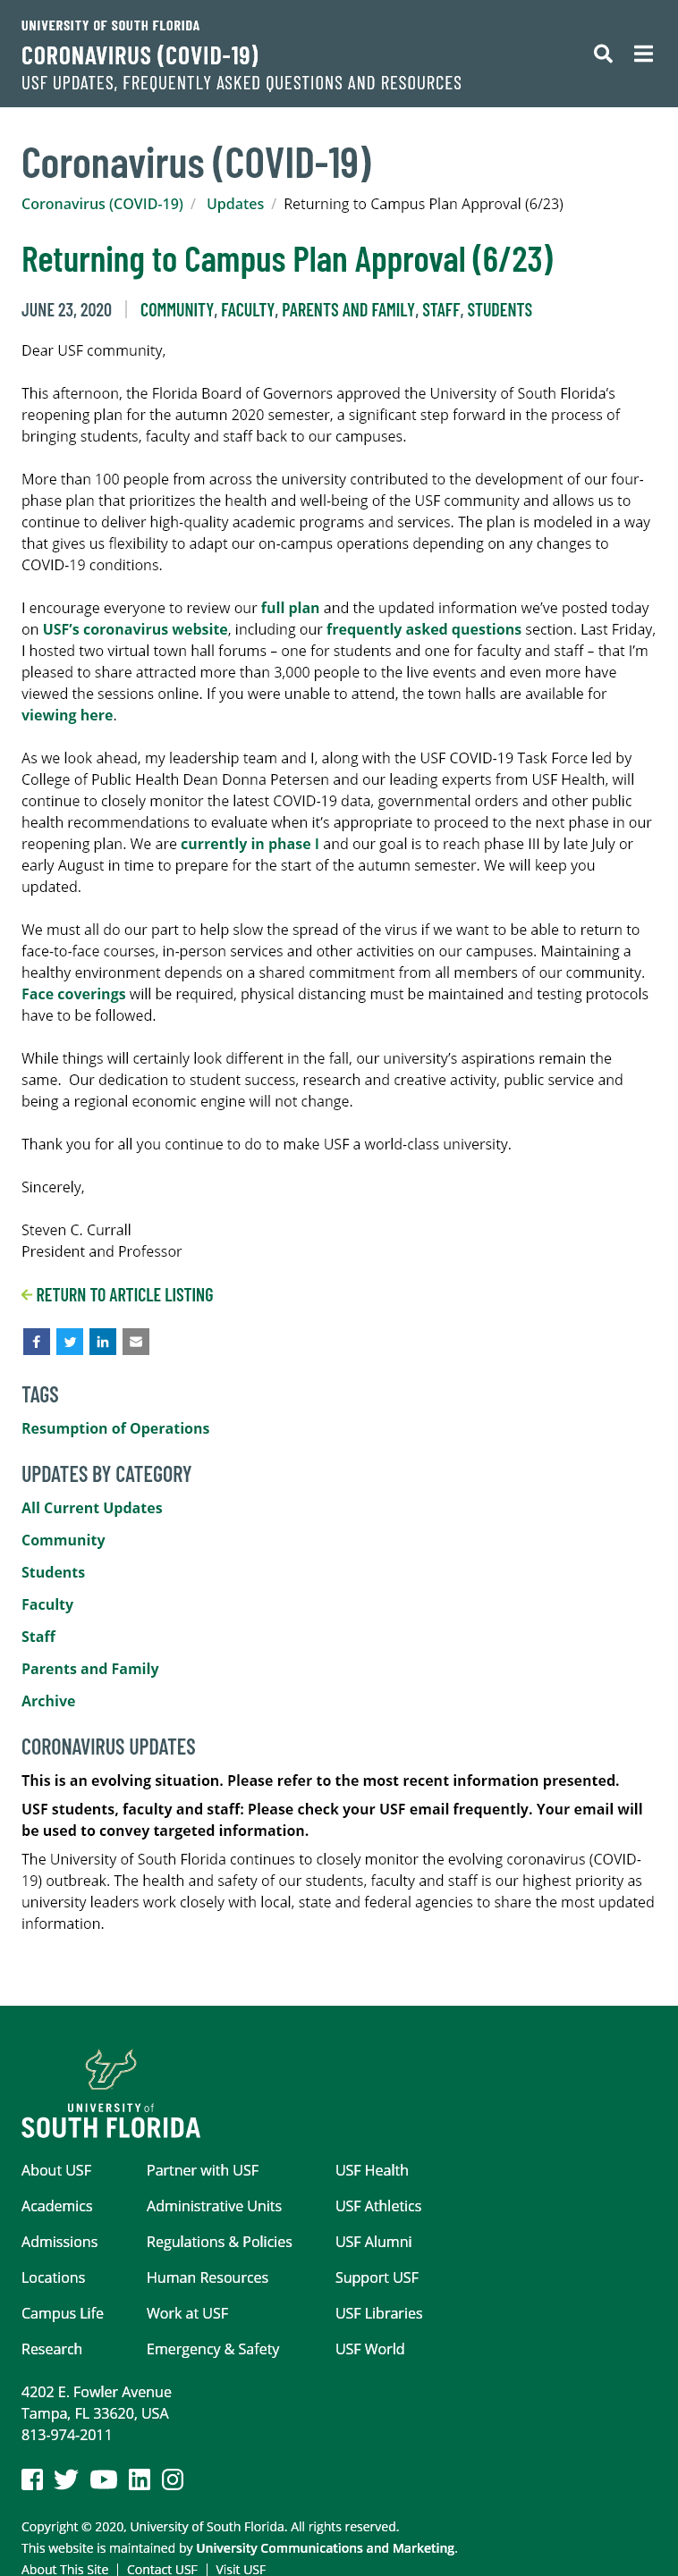 UNIVERSITY OF SOUTH FLORIDA
CORONAVIRUS (COVID-19)
USF UPDATES, FREQUENTLY ASKED QUESTIONS AND RESOURCES
Coronavirus (COVID-19)
Coronavirus (COVID-19) / Updates / Returning to Campus Plan Approval (6/23)
Returning to Campus Plan Approval (6/23)
JUNE 23, 2020 | COMMUNITY, FACULTY, PARENTS AND FAMILY, STAFF, STUDENTS
Dear USF community,
This afternoon, the Florida Board of Governors approved the University of South Florida’s
reopening plan for the autumn 2020 semester, a significant step forward in the process of
bringing students, faculty and staff back to our campuses.
More than 100 people from across the university contributed to the development of our four-
phase plan that prioritizes the health and well-being of the USF community and allows us to
continue to deliver high-quality academic programs and services. The plan is modeled in a way
that gives us flexibility to adapt our on-campus operations depending on any changes to
COVID-19 conditions.
I encourage everyone to review our full plan and the updated information we’ve posted today
on USF’s coronavirus website, including our frequently asked questions section. Last Friday,
I hosted two virtual town hall forums – one for students and one for faculty and staff – that I’m
pleased to share attracted more than 3,000 people to the live events and even more have
viewed the sessions online. If you were unable to attend, the town halls are available for
viewing here.
As we look ahead, my leadership team and I, along with the USF COVID-19 Task Force led by
College of Public Health Dean Donna Petersen and our leading experts from USF Health, will
continue to closely monitor the latest COVID-19 data, governmental orders and other public
health recommendations to evaluate when it’s appropriate to proceed to the next phase in our
reopening plan. We are currently in phase I and our goal is to reach phase III by late July or
early August in time to prepare for the start of the autumn semester. We will keep you
updated.
We must all do our part to help slow the spread of the virus if we want to be able to return to
face-to-face courses, in-person services and other activities on our campuses. Maintaining a
healthy environment depends on a shared commitment from all members of our community.
Face coverings will be required, physical distancing must be maintained and testing protocols
have to be followed.
While things will certainly look different in the fall, our university’s aspirations remain the
same.  Our dedication to student success, research and creative activity, public service and
being a regional economic engine will not change.
Thank you for all you continue to do to make USF a world-class university.
Sincerely,
Steven C. Currall
President and Professor
RETURN TO ARTICLE LISTING
TAGS
Resumption of Operations
UPDATES BY CATEGORY
All Current Updates
Community
Students
Faculty
Staff
Parents and Family
Archive
CORONAVIRUS UPDATES
This is an evolving situation. Please refer to the most recent information presented.
USF students, faculty and staff: Please check your USF email frequently. Your email will
be used to convey targeted information.
The University of South Florida continues to closely monitor the evolving coronavirus (COVID-
19) outbreak. The health and safety of our students, faculty and staff is our highest priority as
university leaders work closely with local, state and federal agencies to share the most updated
information.
UNIVERSITY of
SOUTH FLORIDA
About USF Partner with USF USF Health
Academics Administrative Units USF Athletics
Admissions Regulations & Policies USF Alumni
Locations Human Resources Support USF
Campus Life Work at USF USF Libraries
Research Emergency & Safety USF World
4202 E. Fowler Avenue
Tampa, FL 33620, USA
813-974-2011
Copyright © 2020, University of South Florida. All rights reserved.
This website is maintained by University Communications and Marketing.
About This Site | Contact USF | Visit USF